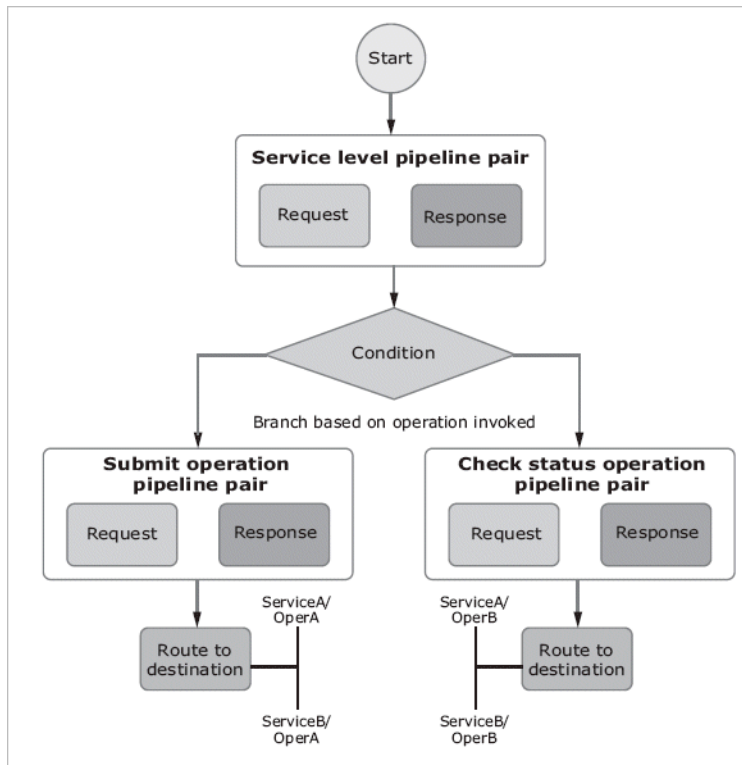 Start
Service level pipeline pair
Request
Response
Condition
Branch based on operation invoked
Submit operation
pipeline pair
Request
Response
Check status operation
pipeline pair
Request
Response
Route to
destination
ServiceA/
OperA
ServiceB/
OperA
ServiceA/
OperB
ServiceB/
OperB
Route to
destination